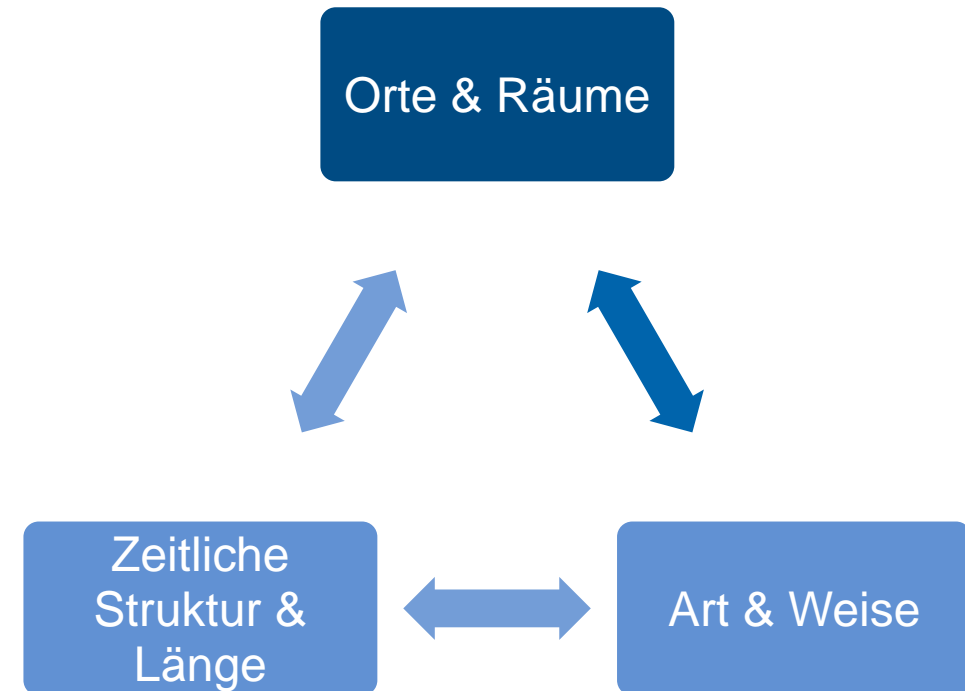 Orte & Räume
Zeitliche
Struktur &
Länge
Art & Weise